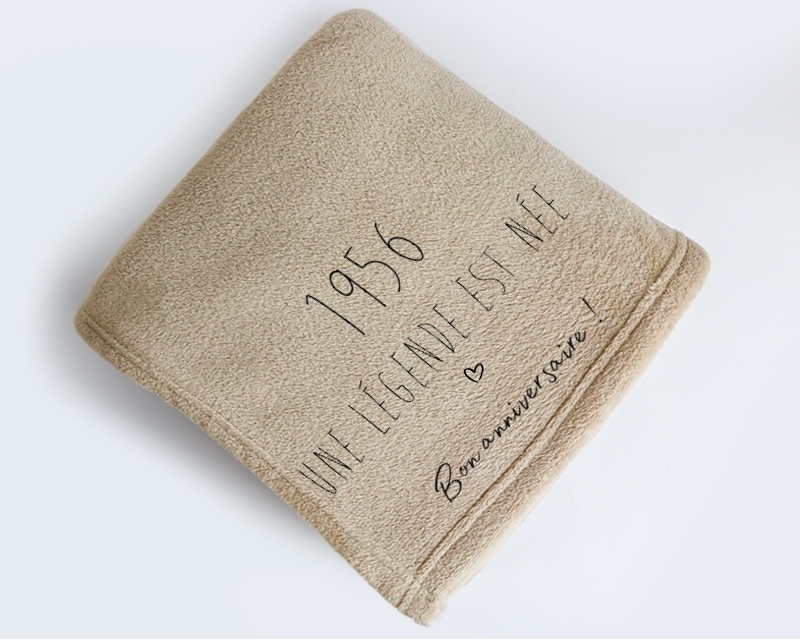 1956
UNE LÉGENDE EST NÉE
Bon anniversaire !